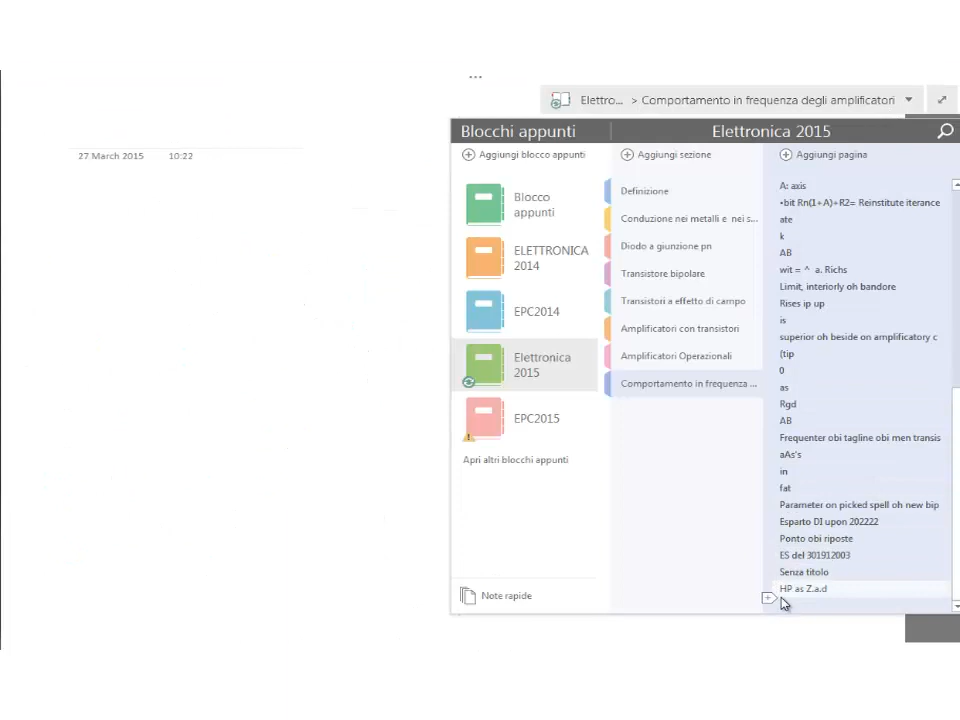 ...
Elettro... > Comportamento in frequenza degli amplificatori
Blocchi appunti
Elettronica 2015
Aggiungi blocco appunti
Aggiungi sezione
Aggiungi pagina
27 March 2015 10:22
Blocco appunti
ELETTRONICA 2014
EPC2014
Elettronica 2015
EPC2015
Apri altri blocchi appunti
Note rapide
Definizione
Conduzione nei metalli e nei s...
Diodo a giunzione pn
Transistore bipolare
Transistori a effetto di campo
Amplificatori con transistori
Amplificatori Operazionali
Comportamento in frequenza ...
A: axis
•bit Rn(1+A)+R2= Reinstitute iterance
ate
k
AB
wit = ^ a. Richs
Limit, interiorly oh bandore
Rises ip up
is
superior oh beside on amplificatory c
(tip
0
as
Rgd
AB
Frequenter obi tagline obi men transis
aAs's
in
fat
Parameter on picked spell oh new bip
Esparto DI upon 202222
Ponto obi riposte
ES del 301912003
Senza titolo
HP as Z.a.d